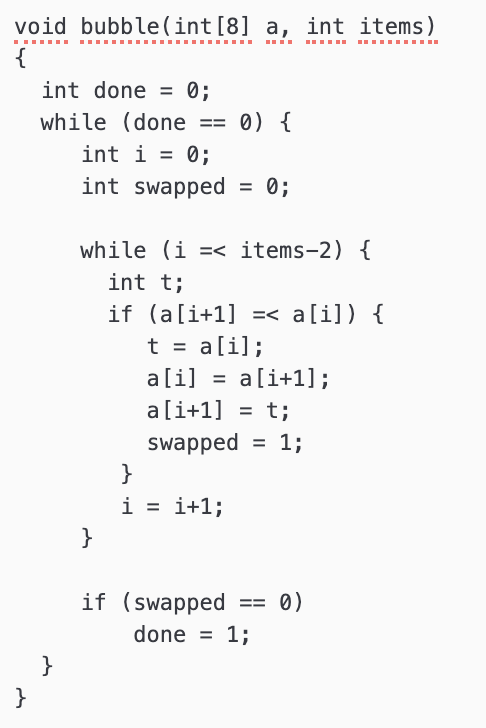 void bubble(int[8] a, int items)
{
  int done = 0;
  while (done == 0) {
     int i = 0;
     int swapped = 0;

     while (i =< items-2) {
       int t;
       if (a[i+1] =< a[i]) {
          t = a[i];
          a[i] = a[i+1];
          a[i+1] = t;
          swapped = 1;
        }
        i = i+1;
     }

     if (swapped == 0)
         done = 1;
  }
}